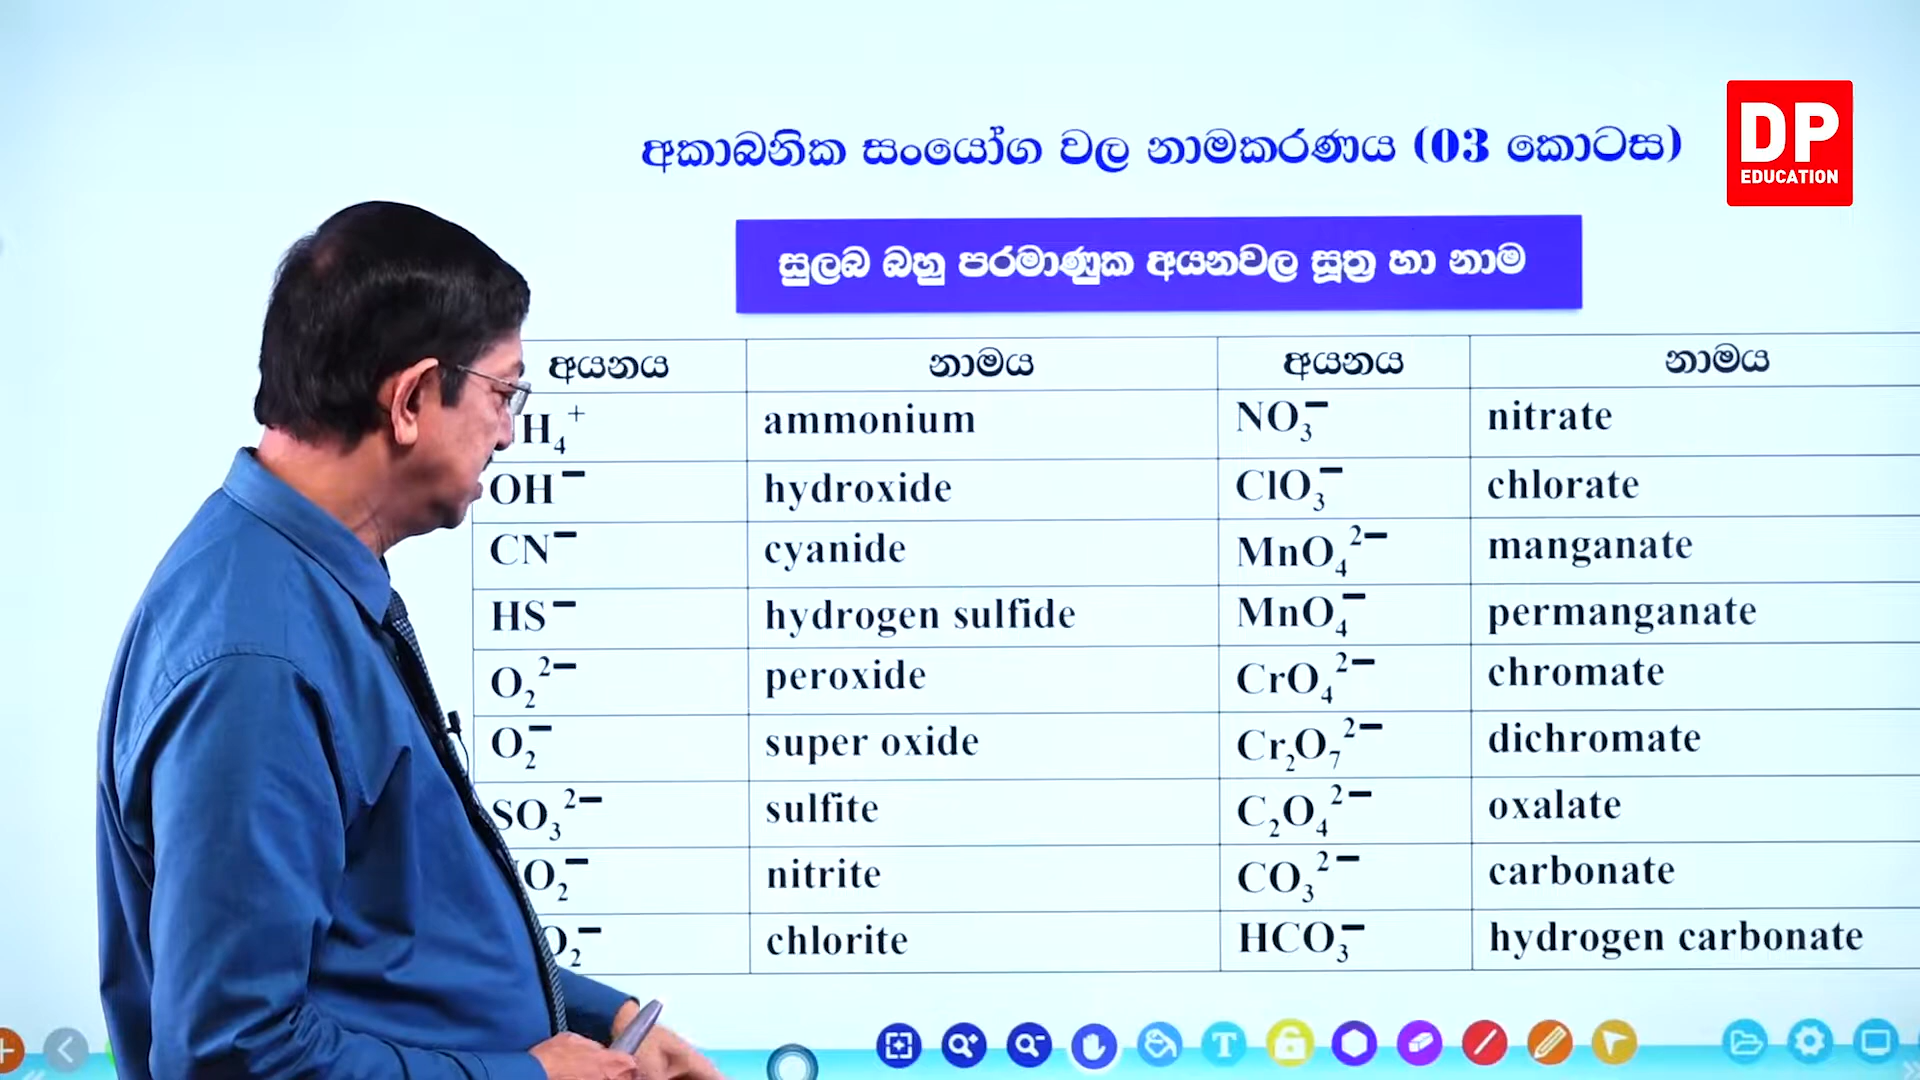 DP
EDUCATION
අකාබනික සංයෝග වල නාමකරණය (03 කොටස)
සුලබ බහු පරමාණුක අයනවල සූත්‍ර හා නාම
අයනය නාමය අයනය නාමය
H₄⁺ ammonium NO₃⁻ nitrate
OH⁻ hydroxide ClO₃⁻ chlorate
CN⁻ cyanide MnO₄²⁻ manganate
HS⁻ hydrogen sulfide MnO₄⁻ permanganate
O₂²⁻ peroxide CrO₄²⁻ chromate
O₂⁻ super oxide Cr₂O₇²⁻ dichromate
SO₃²⁻ sulfite C₂O₄²⁻ oxalate
O₂⁻ nitrite CO₃²⁻ carbonate
O₂⁻ chlorite HCO₃⁻ hydrogen carbonate